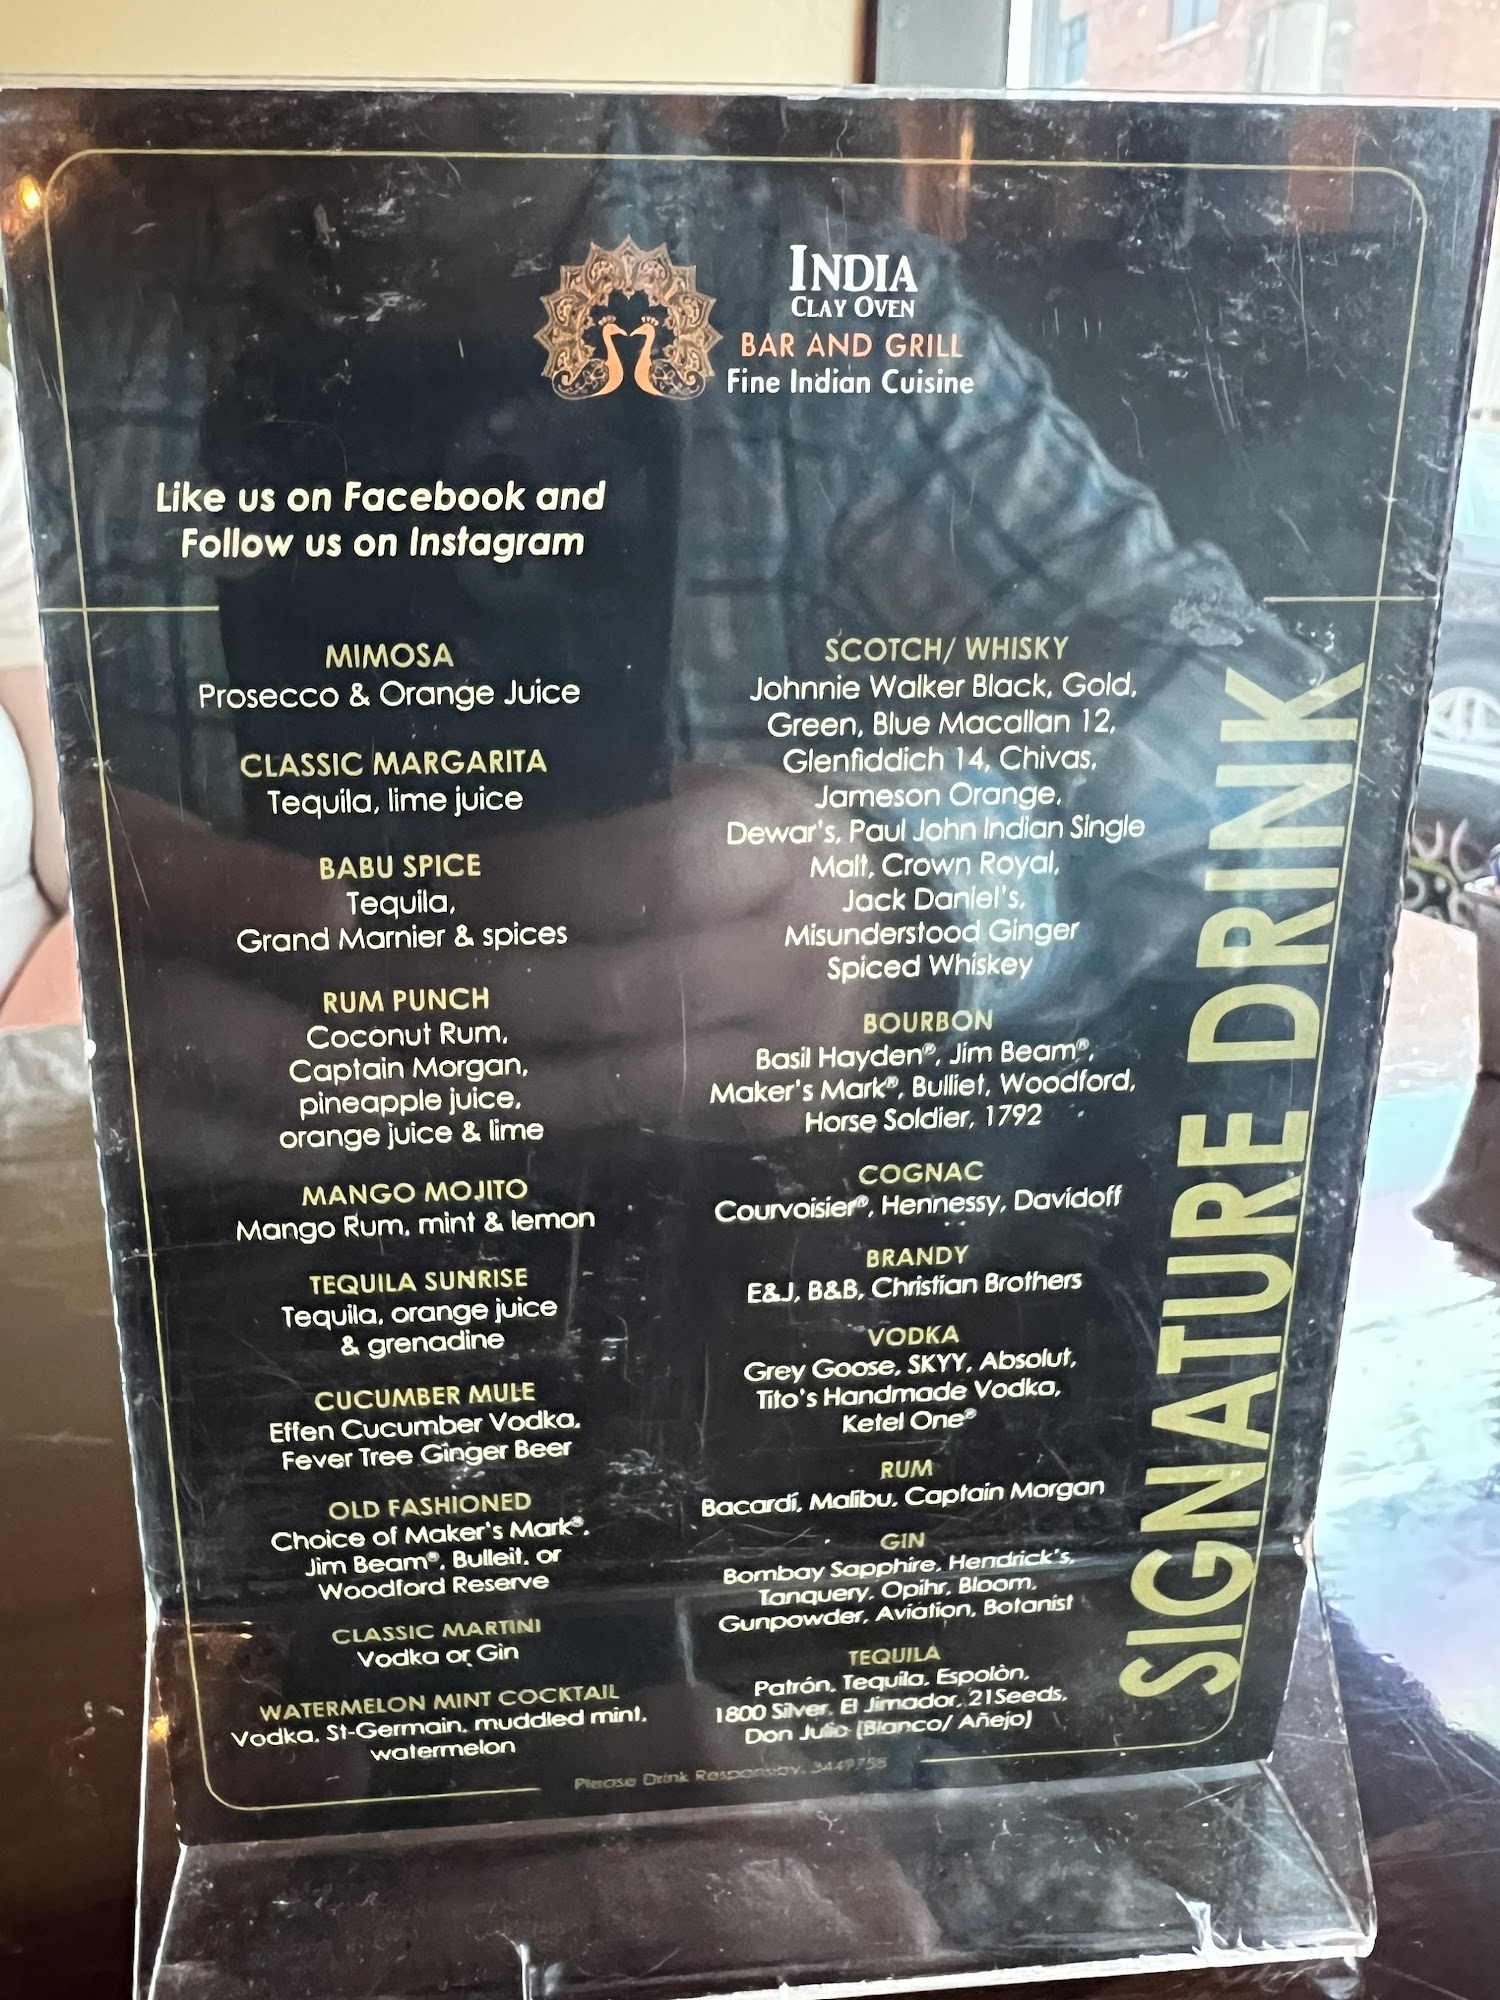 INDIA
CLAY OVEN
BAR AND GRILL
Fine Indian Cuisine
Like us on Facebook and
Follow us on Instagram
MIMOSA
Prosecco & Orange Juice
CLASSIC MARGARITA
Tequila, lime juice
BABU SPICE
Tequila,
Grand Marnier & spices
RUM PUNCH
Coconut Rum,
Captain Morgan,
pineapple juice,
orange juice & lime
MANGO MOJITO
Mango Rum, mint & lemon
TEQUILA SUNRISE
Tequila, orange juice
& grenadine
CUCUMBER MULE
Effen Cucumber Vodka,
Fever Tree Ginger Beer
OLD FASHIONED
Choice of Maker's Mark®,
Jim Beam®, Bulleit, or
Woodford Reserve
CLASSIC MARTINI
Vodka or Gin
WATERMELON MINT COCKTAIL
Vodka, St-Germain, muddled mint,
watermelon
SCOTCH/ WHISKY
Johnnie Walker Black, Gold,
Green, Blue Macallan 12,
Glenfiddich 14, Chivas,
Jameson Orange,
Dewar's, Paul John Indian Single
Malt, Crown Royal,
Jack Daniel's,
Misunderstood Ginger
Spiced Whiskey
BOURBON
Basil Hayden®, Jim Beam®,
Maker's Mark®, Bulliet, Woodford,
Horse Soldier, 1792
COGNAC
Courvoisier®, Hennessy, Davidoff
BRANDY
E&J, B&B, Christian Brothers
VODKA
Grey Goose, SKYY, Absolut,
Tito's Handmade Vodka,
Ketel One®
RUM
Bacardí, Malibu, Captain Morgan
GIN
Bombay Sapphire, Hendrick's,
Tanquery, Opihr, Bloom,
Gunpowder, Aviation, Botanist
TEQUILA
Patrón, Tequila, Espolòn,
1800 Silver, El Jimador, 21Seeds,
Don Julio (Blanco/ Añejo)
SIGNATURE DRINK
Please Drink Responsibly. 3449758